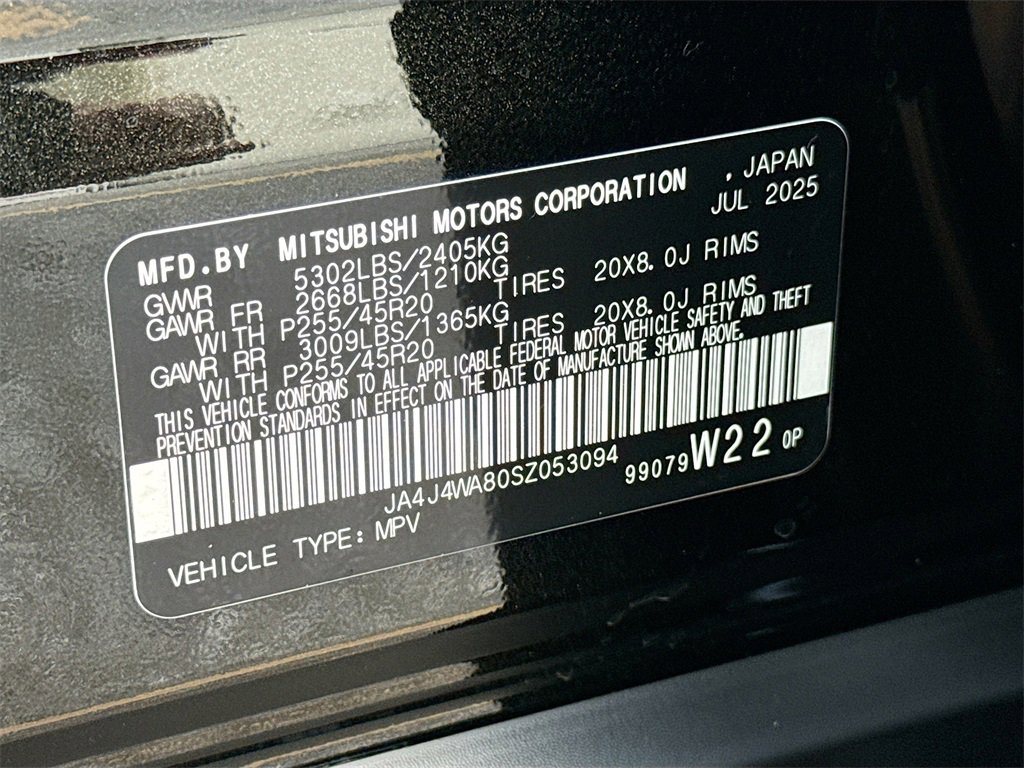 MFD.BY MITSUBISHI MOTORS CORPORATION , JAPAN
JUL 2025
GVWR 5302LBS/2405KG
GAWR FR 2668LBS/1210KG
WITH P255/45R20 TIRES 20X8.0J RIMS
GAWR RR 3009LBS/1365KG
WITH P255/45R20 TIRES 20X8.0J RIMS
THIS VEHICLE CONFORMS TO ALL APPLICABLE FEDERAL MOTOR VEHICLE SAFETY AND THEFT
PREVENTION STANDARDS IN EFFECT ON THE DATE OF MANUFACTURE SHOWN ABOVE.
JA4J4WA80SZ053094 99079 W22 0P
VEHICLE TYPE: MPV